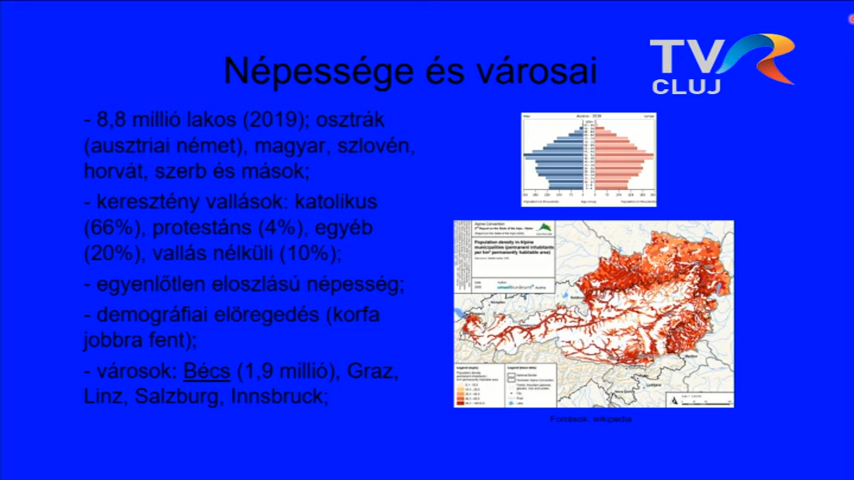 Népessége és városai
TVR
CLUJ
- 8,8 millió lakos (2019); osztrák
(ausztriai német), magyar, szlovén,
horvát, szerb és mások;
- keresztény vallások: katolikus
(66%), protestáns (4%), egyéb
(20%), vallás nélküli (10%);
- egyenlőtlen eloszlású népesség;
- demográfiai elöregedés (korfa
jobbra fent);
- városok: Bécs (1,9 millió), Graz,
Linz, Salzburg, Innsbruck;
Alpine Convention
Population density in Alpine
municipalities (permanent inhabitants
per km² permanently habitable area)
Források: wikipedia